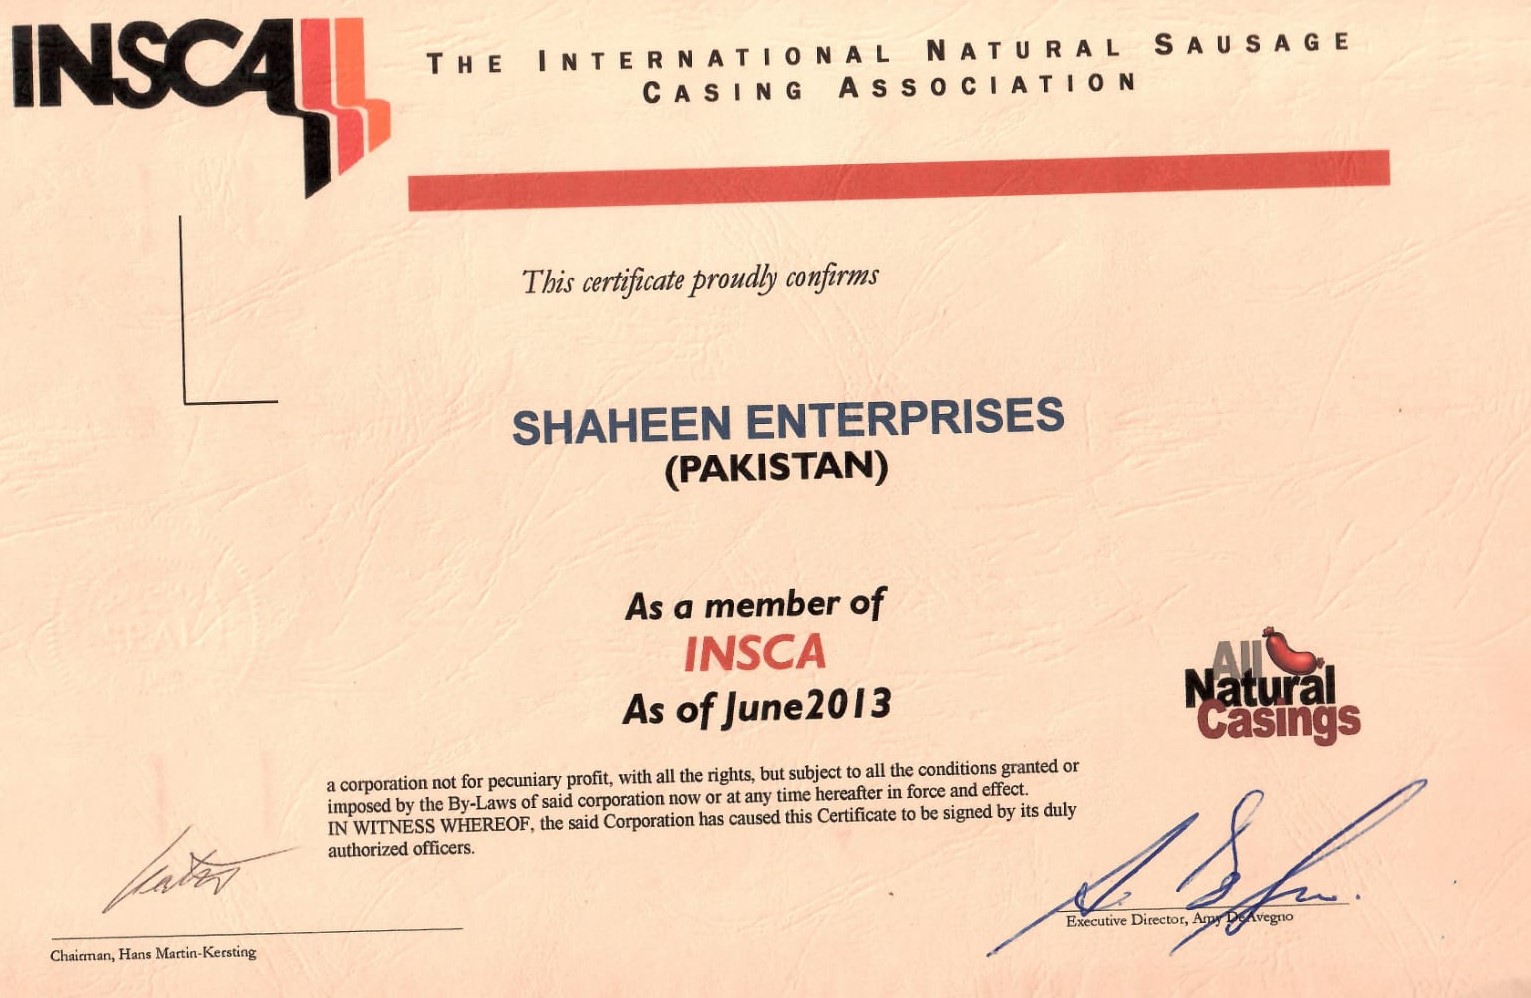 INSCA
THE INTERNATIONAL NATURAL SAUSAGE
CASING ASSOCIATION
This certificate proudly confirms
SHAHEEN ENTERPRISES
(PAKISTAN)
As a member of
INSCA
As of June2013
All
Natural
Casings
a corporation not for pecuniary profit, with all the rights, but subject to all the conditions granted or
imposed by the By-Laws of said corporation now or at any time hereafter in force and effect.
IN WITNESS WHEREOF, the said Corporation has caused this Certificate to be signed by its duly
authorized officers.
Chairman, Hans Martin-Kersting
Executive Director, Amy DeAvegno
SEAL